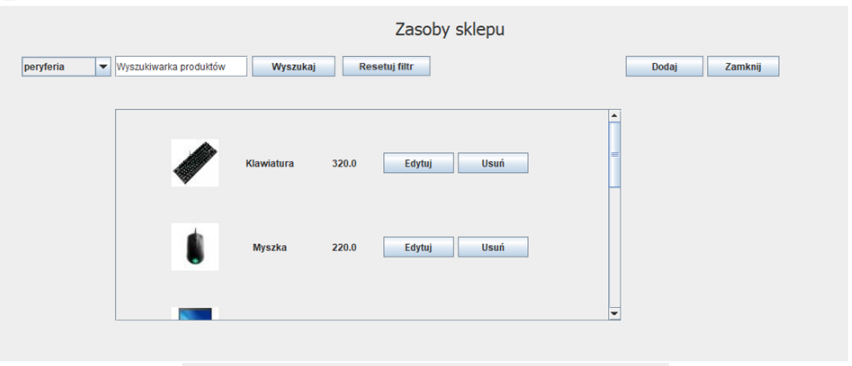 Zasoby sklepu
peryferia Wyszukiwarka produktów Wyszukaj Resetuj filtr Dodaj Zamknij
Klawiatura 320.0 Edytuj Usuń
Myszka 220.0 Edytuj Usuń